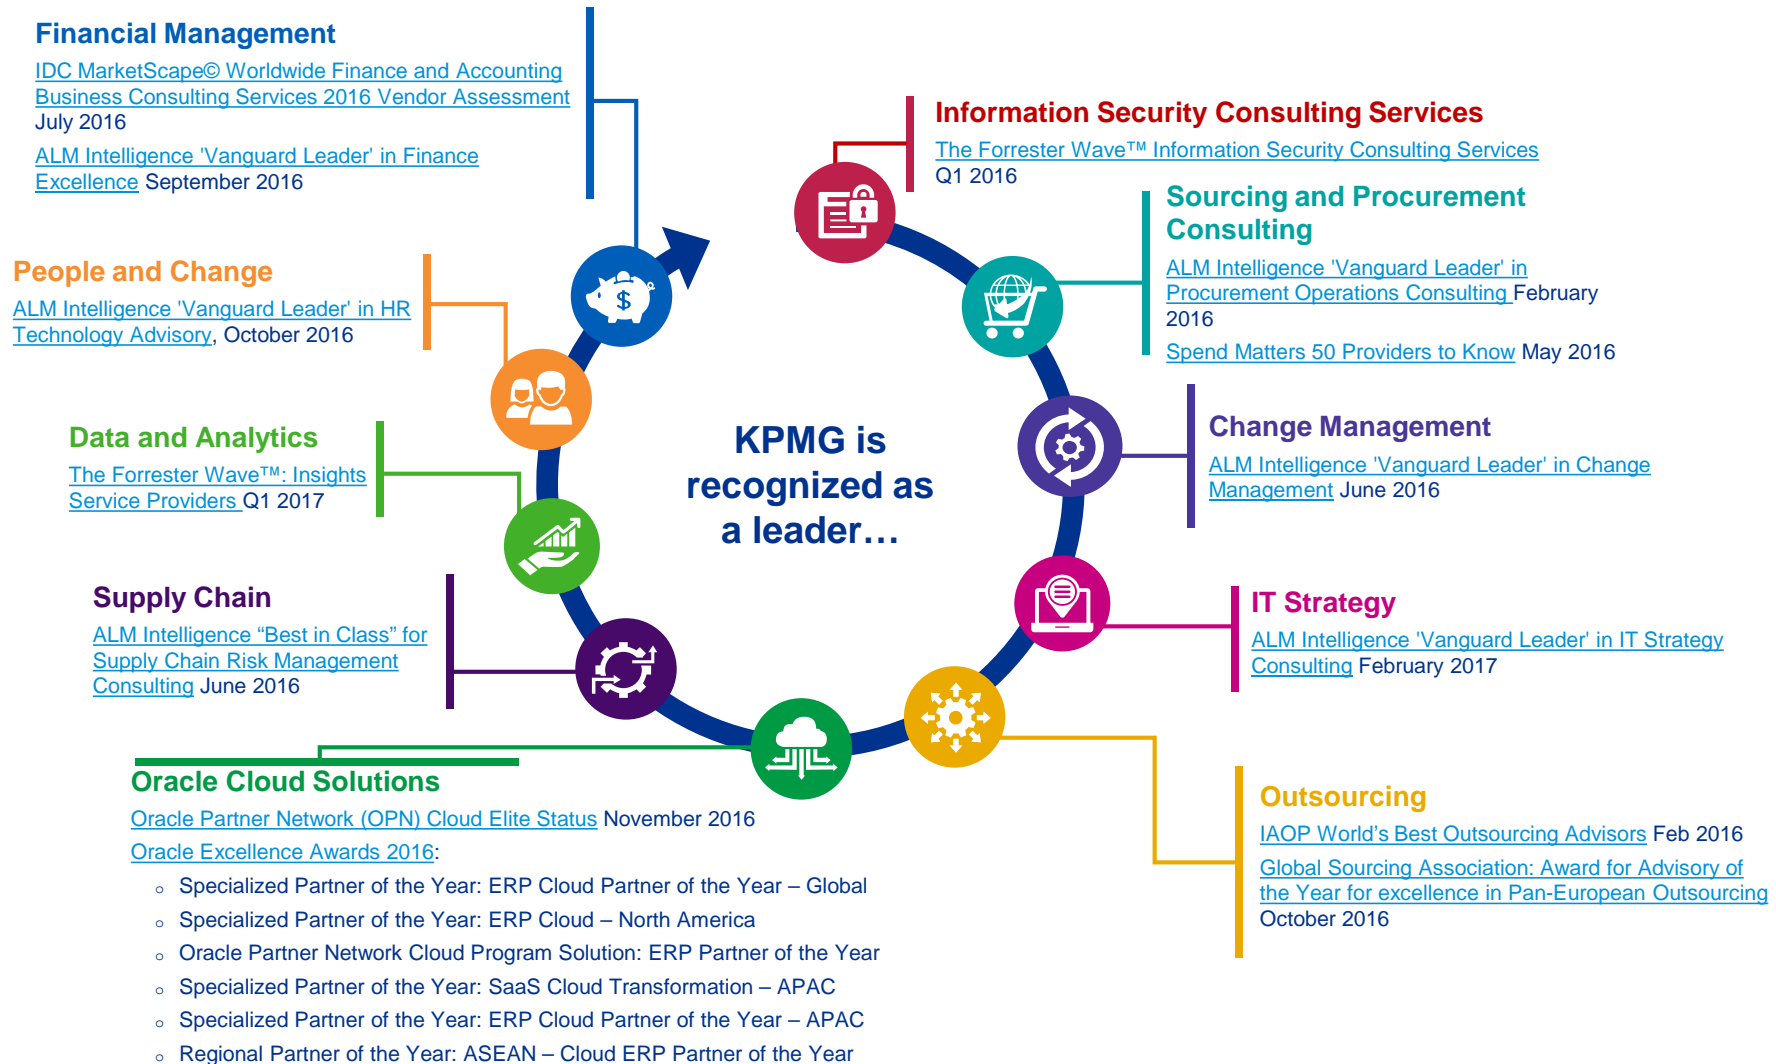 Financial Management
IDC MarketScape© Worldwide Finance and Accounting
Business Consulting Services 2016 Vendor Assessment
July 2016
ALM Intelligence 'Vanguard Leader' in Finance
Excellence September 2016
People and Change
ALM Intelligence 'Vanguard Leader' in HR
Technology Advisory, October 2016
Data and Analytics
The Forrester Wave™: Insights
Service Providers Q1 2017
Supply Chain
ALM Intelligence “Best in Class” for
Supply Chain Risk Management
Consulting June 2016
Oracle Cloud Solutions
Oracle Partner Network (OPN) Cloud Elite Status November 2016
Oracle Excellence Awards 2016:
o Specialized Partner of the Year: ERP Cloud Partner of the Year – Global
o Specialized Partner of the Year: ERP Cloud – North America
o Oracle Partner Network Cloud Program Solution: ERP Partner of the Year
o Specialized Partner of the Year: SaaS Cloud Transformation – APAC
o Specialized Partner of the Year: ERP Cloud Partner of the Year – APAC
o Regional Partner of the Year: ASEAN – Cloud ERP Partner of the Year
$
KPMG is
recognized as
a leader…
Information Security Consulting Services
The Forrester Wave™ Information Security Consulting Services
Q1 2016
Sourcing and Procurement
Consulting
ALM Intelligence 'Vanguard Leader' in
Procurement Operations Consulting February
2016
Spend Matters 50 Providers to Know May 2016
Change Management
ALM Intelligence 'Vanguard Leader' in Change
Management June 2016
IT Strategy
ALM Intelligence 'Vanguard Leader' in IT Strategy
Consulting February 2017
Outsourcing
IAOP World’s Best Outsourcing Advisors Feb 2016
Global Sourcing Association: Award for Advisory of
the Year for excellence in Pan-European Outsourcing
October 2016